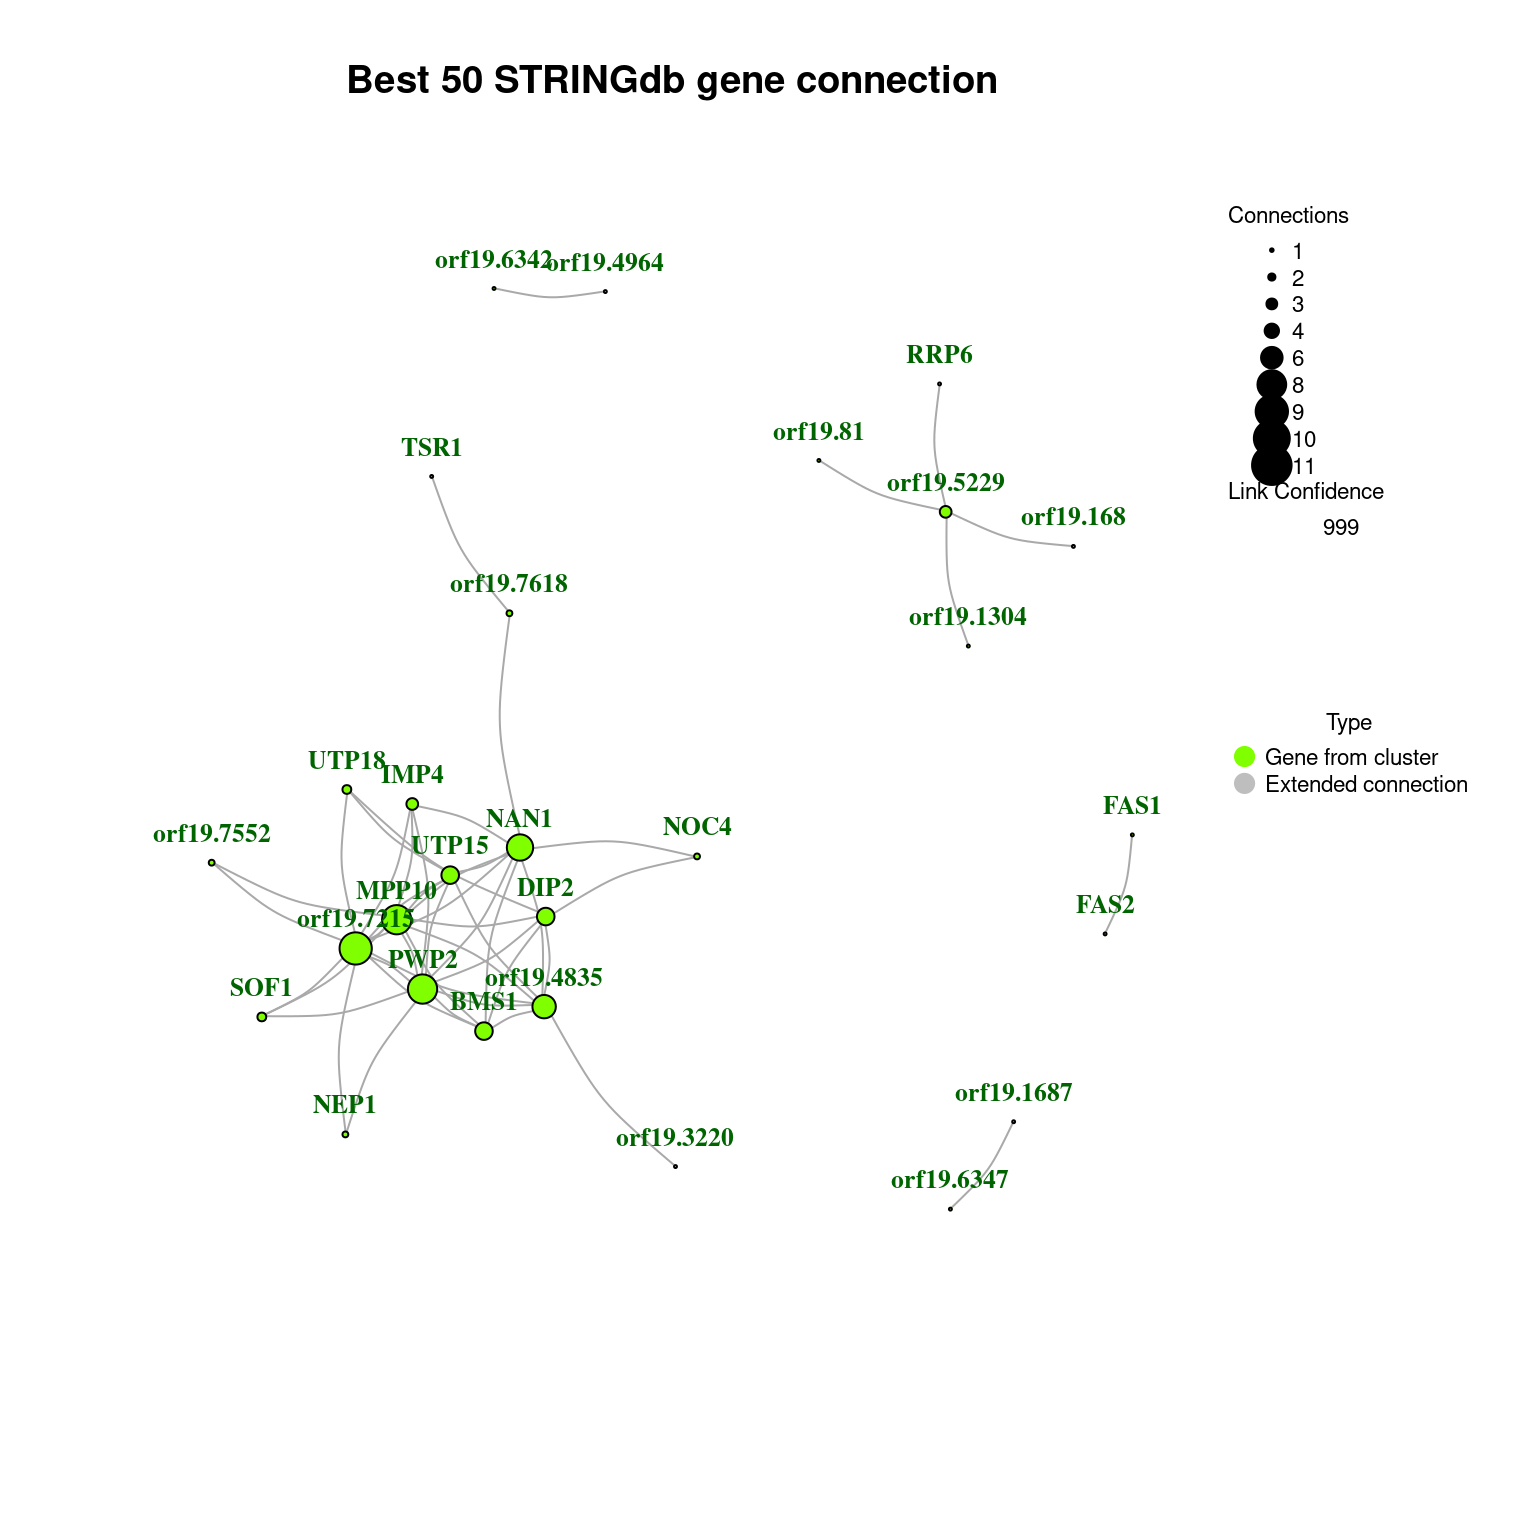 Best 50 STRINGdb gene connection
Connections
1
2
3
4
6
8
9
10
11
Link Confidence
999
Type
Gene from cluster
Extended connection
orf19.6342
orf19.4964
RRP6
orf19.81
TSR1
orf19.5229
orf19.168
orf19.7618
orf19.1304
UTP18
IMP4
FAS1
NAN1
NOC4
orf19.7552
UTP15
MPP10
DIP2
FAS2
orf19.7215
PWP2
orf19.4835
SOF1
BMS1
orf19.1687
NEP1
orf19.3220
orf19.6347